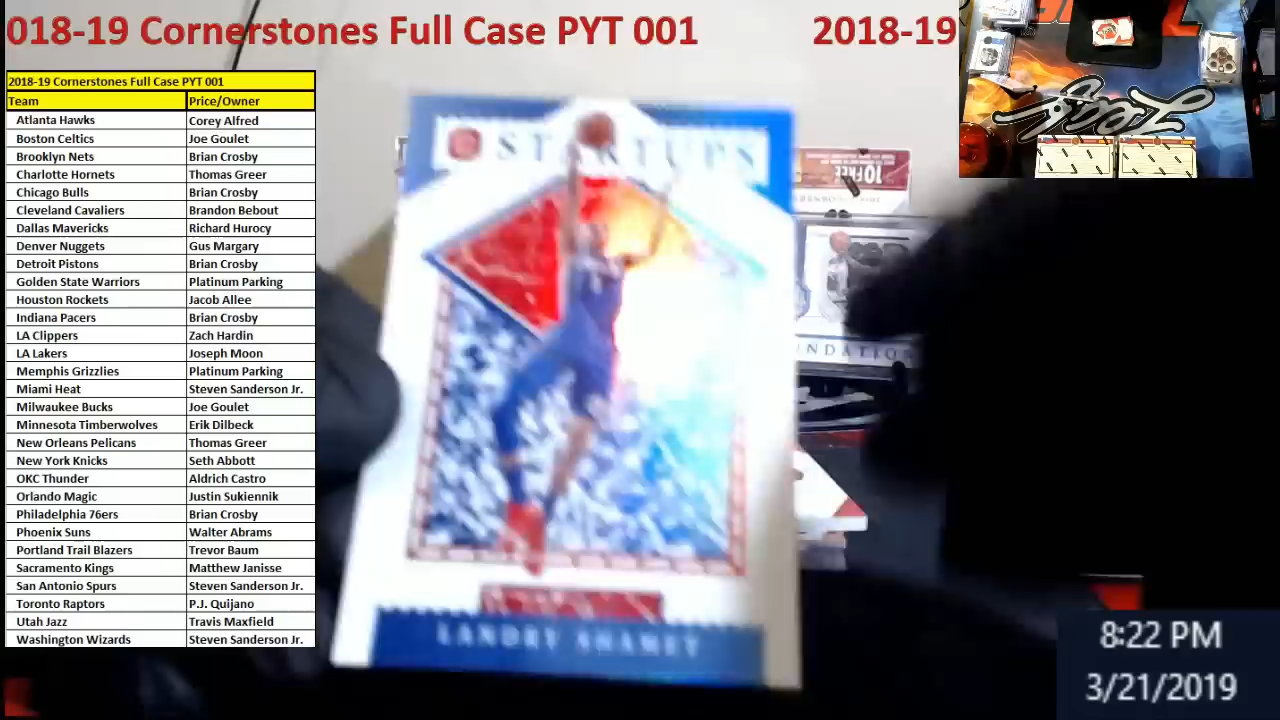 018-19 Cornerstones Full Case PYT 001 2018-19
2018-19 Cornerstones Full Case PYT 001
Team Price/Owner
Atlanta Hawks Corey Alfred
Boston Celtics Joe Goulet
Brooklyn Nets Brian Crosby
Charlotte Hornets Thomas Greer
Chicago Bulls Brian Crosby
Cleveland Cavaliers Brandon Bebout
Dallas Mavericks Richard Hurocy
Denver Nuggets Gus Margary
Detroit Pistons Brian Crosby
Golden State Warriors Platinum Parking
Houston Rockets Jacob Allee
Indiana Pacers Brian Crosby
LA Clippers Zach Hardin
LA Lakers Joseph Moon
Memphis Grizzlies Platinum Parking
Miami Heat Steven Sanderson Jr.
Milwaukee Bucks Joe Goulet
Minnesota Timberwolves Erik Dilbeck
New Orleans Pelicans Thomas Greer
New York Knicks Seth Abbott
OKC Thunder Aldrich Castro
Orlando Magic Justin Sukiennik
Philadelphia 76ers Brian Crosby
Phoenix Suns Walter Abrams
Portland Trail Blazers Trevor Baum
Sacramento Kings Matthew Janisse
San Antonio Spurs Steven Sanderson Jr.
Toronto Raptors P.J. Quijano
Utah Jazz Travis Maxfield
Washington Wizards Steven Sanderson Jr.
STARTUPS
LANDRY SHAMET
10 FREE
NDATIO
Leaf
8:22 PM
3/21/2019